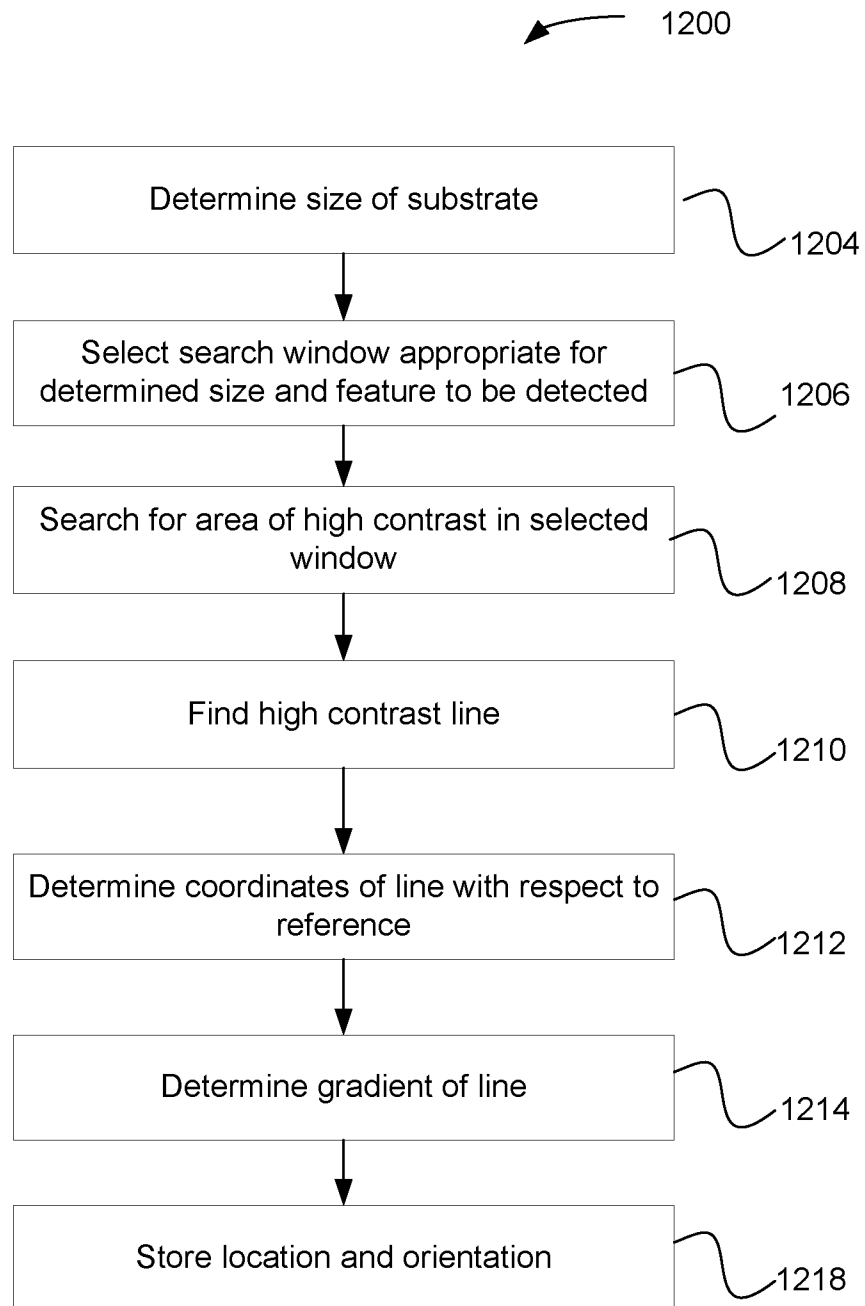 1200
Determine size of substrate
1204
Select search window appropriate for
determined size and feature to be detected
1206
Search for area of high contrast in selected
window
1208
Find high contrast line
1210
Determine coordinates of line with respect to
reference
1212
Determine gradient of line
1214
Store location and orientation
1218